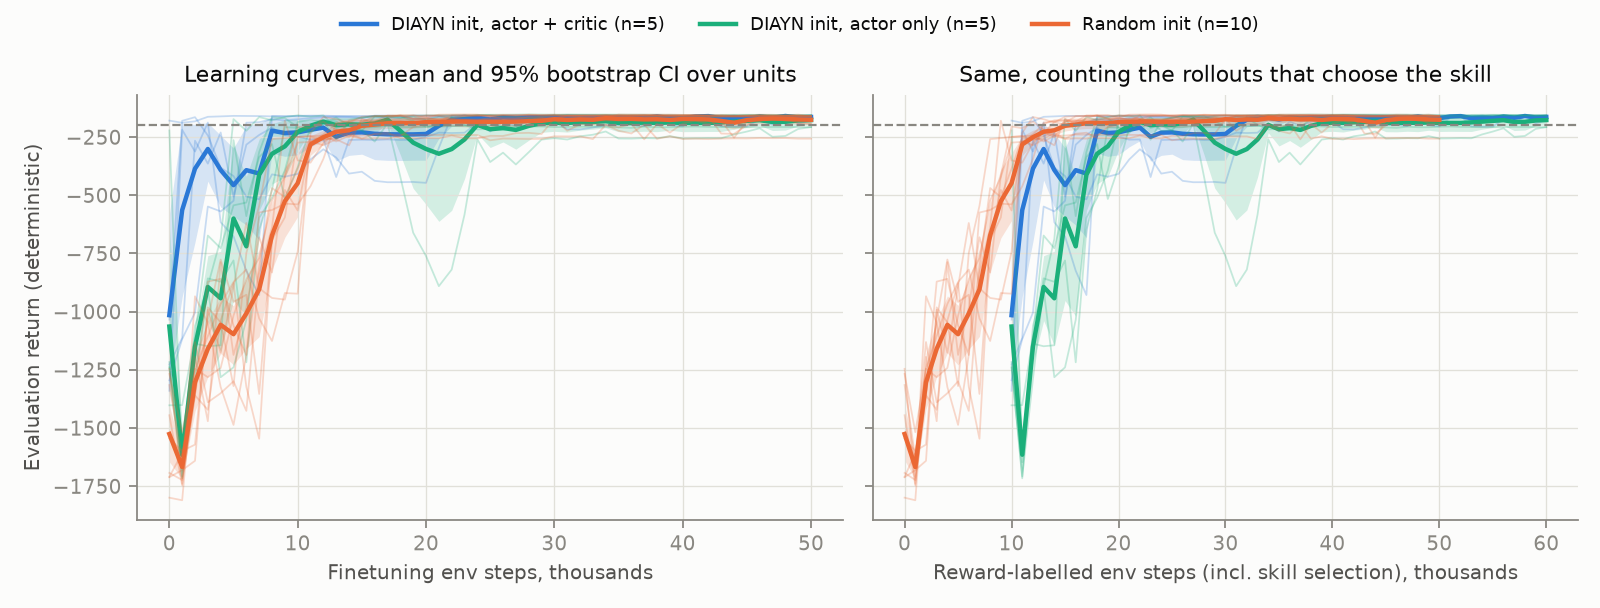 DIAYN init, actor + critic (n=5)
DIAYN init, actor only (n=5)
Random init (n=10)
Learning curves, mean and 95% bootstrap CI over units
Evaluation return (deterministic)
−250
−500
−750
−1000
−1250
−1500
−1750
0
10
20
30
40
50
Finetuning env steps, thousands
Same, counting the rollouts that choose the skill
0
10
20
30
40
50
60
Reward-labelled env steps (incl. skill selection), thousands